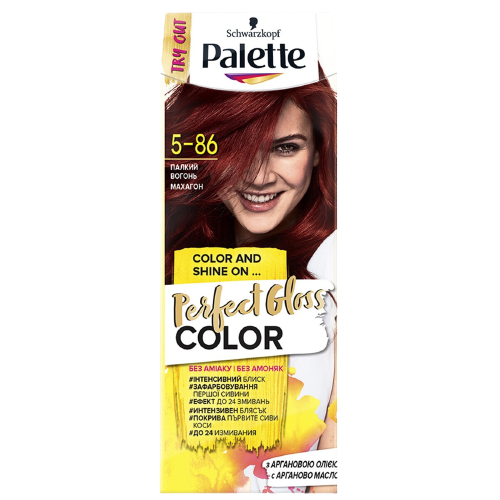 TRY OUT
Schwarzkopf
Palette
5-86
ПАЛКИЙ
ВОГОНЬ
МАХАГОН
COLOR AND
SHINE ON ...
Perfect Gloss
COLOR
БЕЗ АМІАКУ | БЕЗ АМОНЯК
#ІНТЕНСИВНИЙ БЛИСК
#ЗАФАРБОВУВАННЯ
ПЕРШОЇ СИВИНИ
#ЕФЕКТ ДО 24 ЗМИВАНЬ
#ИНТЕНЗИВЕН БЛЯСЪК
#ПОКРИВА ПЪРВИТЕ СИВИ
КОСИ
#ДО 24 ИЗМИВАНИЯ
з АРГАНОВОЮ ОЛІЄЮ
с АРГАНОВО МАСЛО